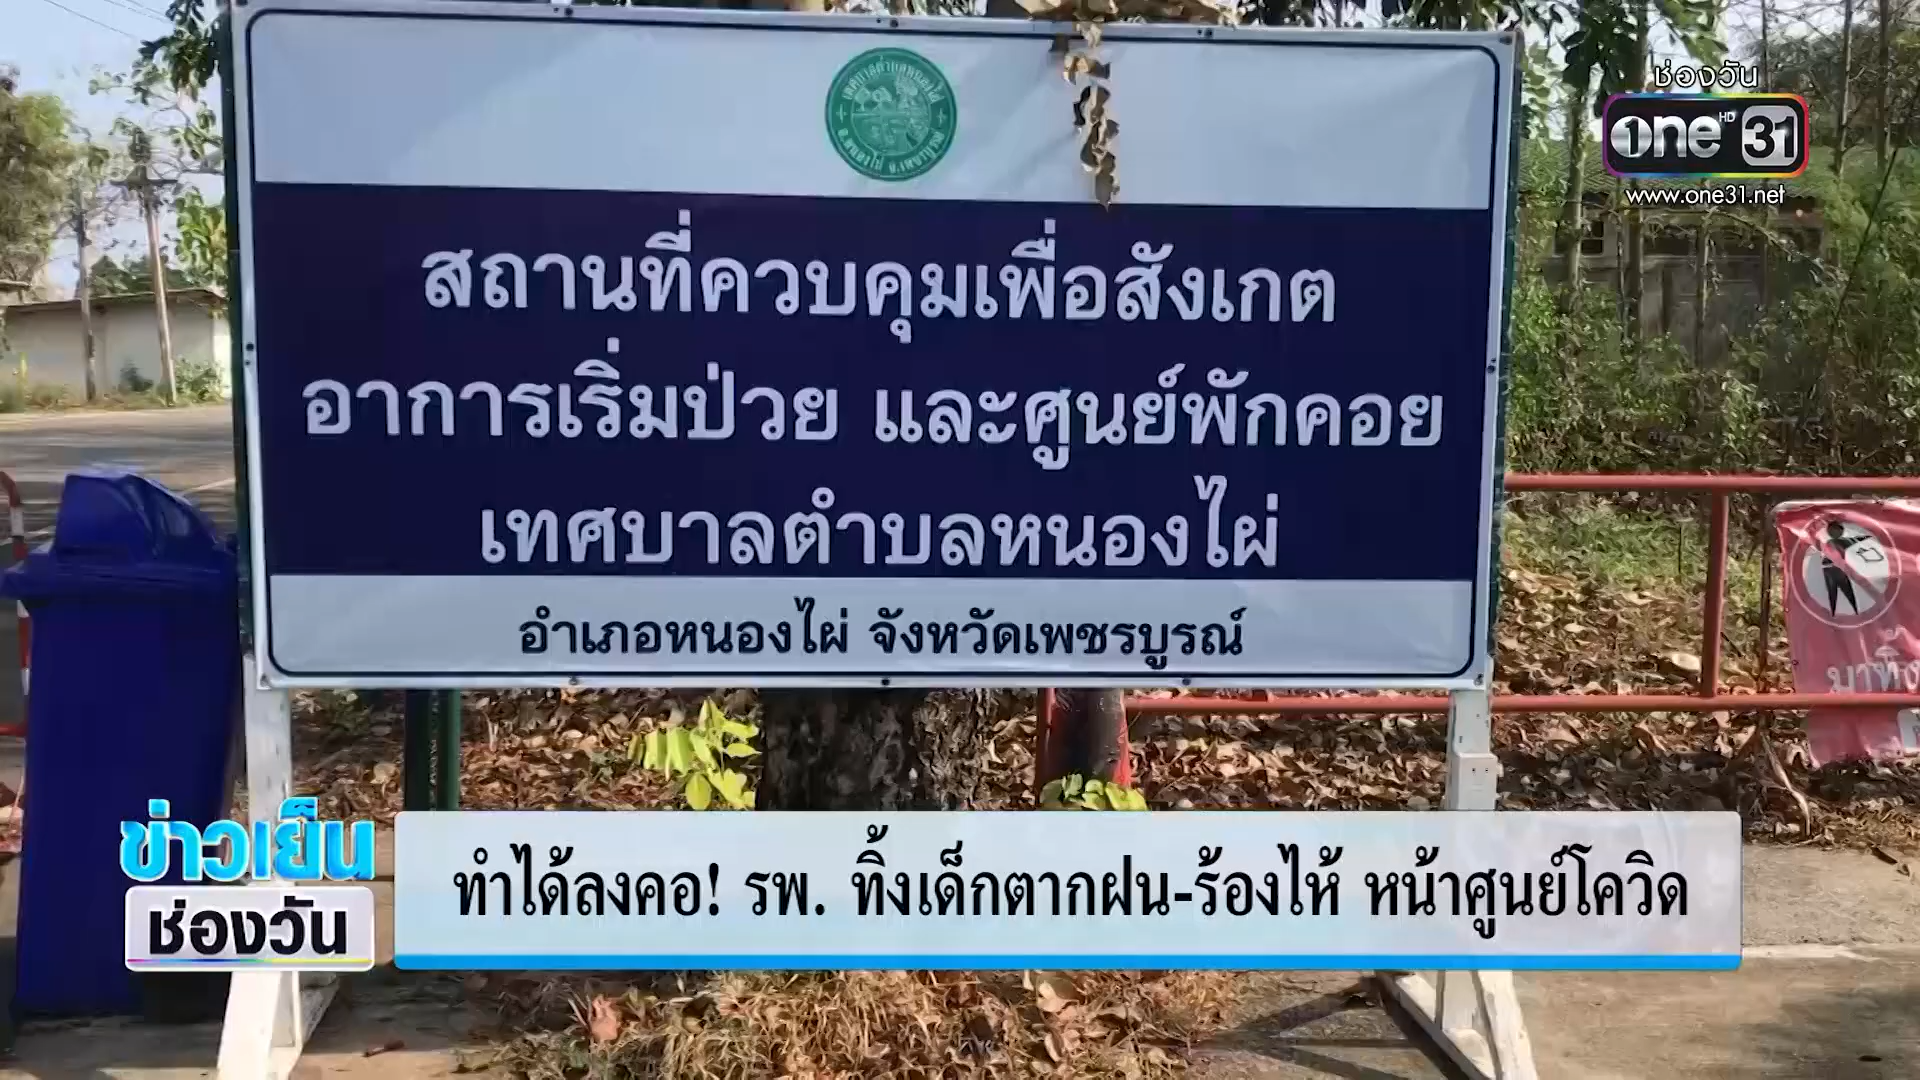 ช่องวัน
one HD 31
www.one31.net
สถานที่ควบคุมเพื่อสังเกต
อาการเริ่มป่วย และศูนย์พักคอย
เทศบาลตำบลหนองไผ่
อำเภอหนองไผ่ จังหวัดเพชรบูรณ์
มาทิ้ง
ข่าวเย็น
ช่องวัน
ทำได้ลงคอ! รพ. ทิ้งเด็กตากฝน-ร้องไห้ หน้าศูนย์โควิด